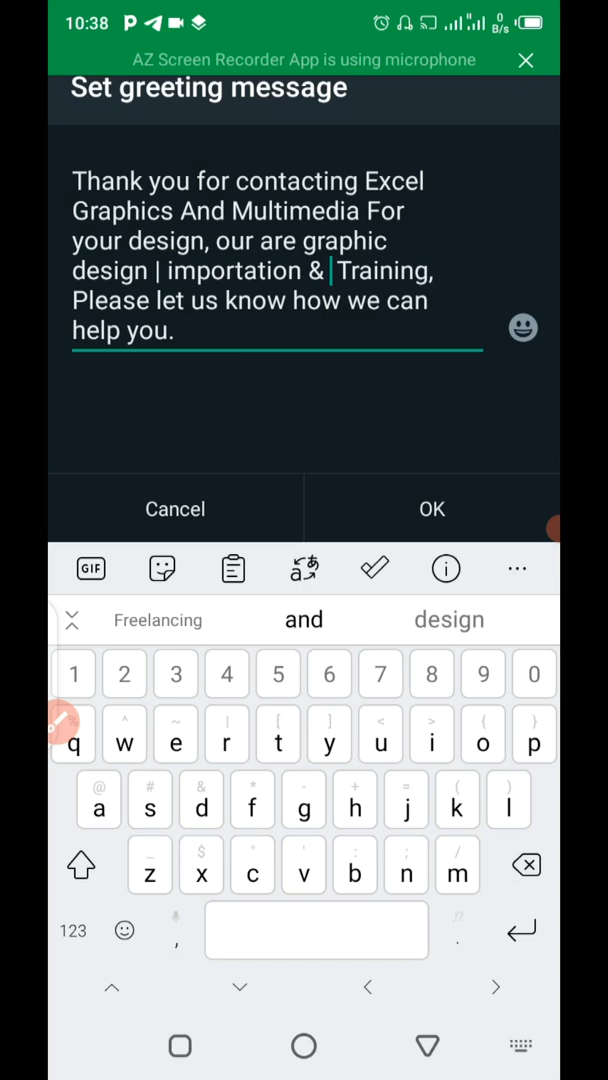 10:38 P 0 B/s
AZ Screen Recorder App is using microphone
Set greeting message
Thank you for contacting Excel
Graphics And Multimedia For
your design, our are graphic
design | importation & Training,
Please let us know how we can
help you.
Cancel OK
GIF
Freelancing and design
1 2 3 4 5 6 7 8 9 0
^ ~ | [ ] < > { }
q w e r t y u i o p
@ # & * - + = ( )
a s d f g h j k l
_ $ " ' : ; /
z x c v b n m
123 , .